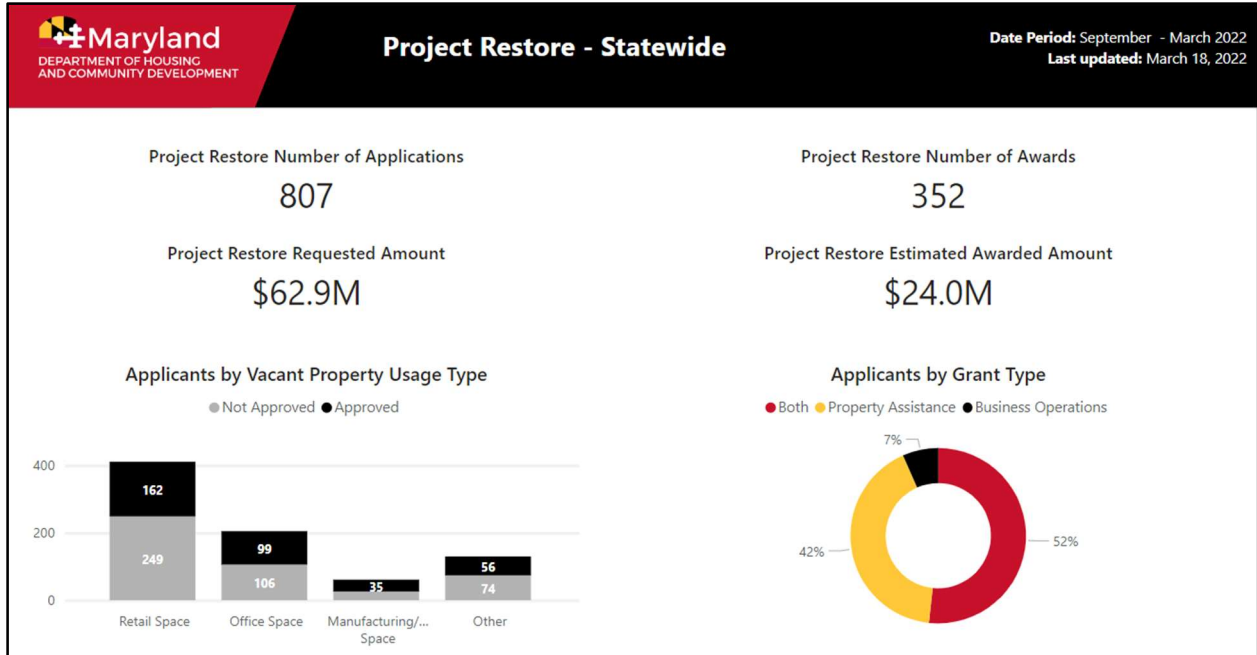 Maryland
DEPARTMENT OF HOUSING
AND COMMUNITY DEVELOPMENT
Project Restore - Statewide
Date Period: September - March 2022
Last updated: March 18, 2022
Project Restore Number of Applications
807
Project Restore Number of Awards
352
Project Restore Requested Amount
$62.9M
Project Restore Estimated Awarded Amount
$24.0M
Applicants by Vacant Property Usage Type
Not Approved Approved
400
200
0
162
249
99
106
35
56
74
Retail Space
Office Space
Manufacturing/...
Space
Other
Applicants by Grant Type
Both Property Assistance Business Operations
7%
42%
52%